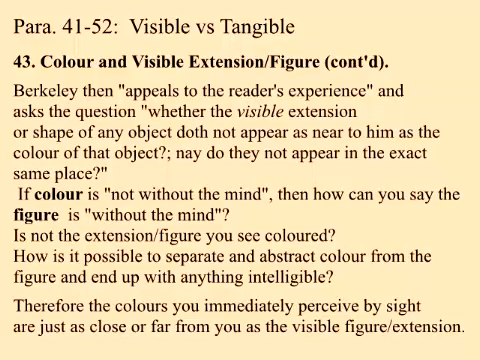 Para. 41-52:  Visible vs Tangible
43. Colour and Visible Extension/Figure (cont'd).
Berkeley then "appeals to the reader's experience" and
asks the question "whether the visible extension
or shape of any object doth not appear as near to him as the
colour of that object?; nay do they not appear in the exact
same place?"
If colour is "not without the mind", then how can you say the
figure  is "without the mind"?
Is not the extension/figure you see coloured?
How is it possible to separate and abstract colour from the
figure and end up with anything intelligible?
Therefore the colours you immediately perceive by sight
are just as close or far from you as the visible figure/extension.